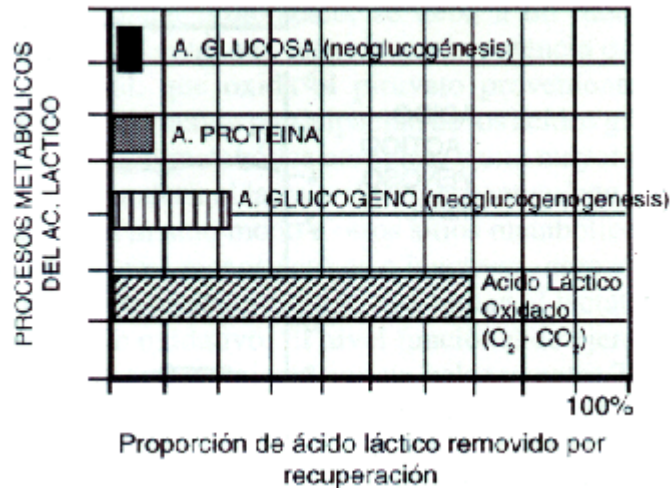 PROCESOS METABOLICOS
DEL AC. LACTICO
A. GLUCOSA (neoglucogénesis)
A. PROTEINA
A. GLUCOGENO (neoglucogenogenesis)
Acido Láctico
Oxidado
(O₂ CO₂)
100%
Proporción de ácido láctico removido por
recuperación